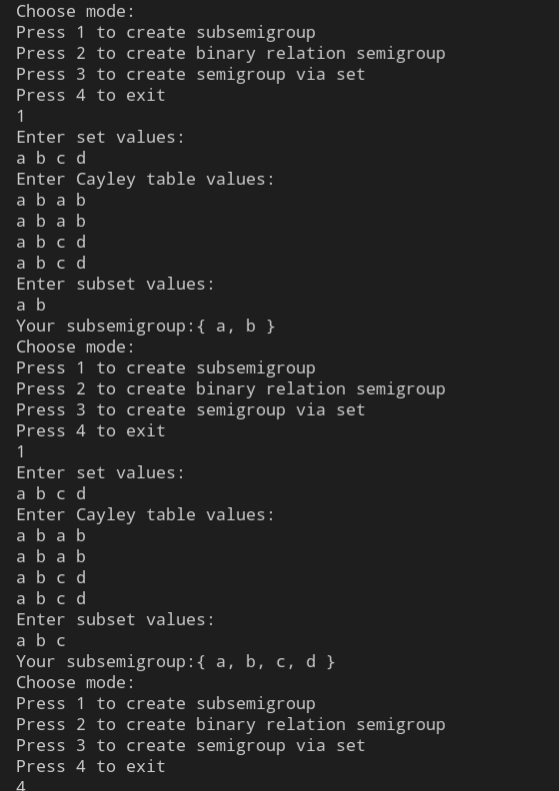 Choose mode:
Press 1 to create subsemigroup
Press 2 to create binary relation semigroup
Press 3 to create semigroup via set
Press 4 to exit
1
Enter set values:
a b c d
Enter Cayley table values:
a b a b
a b a b
a b c d
a b c d
Enter subset values:
a b
Your subsemigroup:{ a, b }
Choose mode:
Press 1 to create subsemigroup
Press 2 to create binary relation semigroup
Press 3 to create semigroup via set
Press 4 to exit
1
Enter set values:
a b c d
Enter Cayley table values:
a b a b
a b a b
a b c d
a b c d
Enter subset values:
a b c
Your subsemigroup:{ a, b, c, d }
Choose mode:
Press 1 to create subsemigroup
Press 2 to create binary relation semigroup
Press 3 to create semigroup via set
Press 4 to exit
4